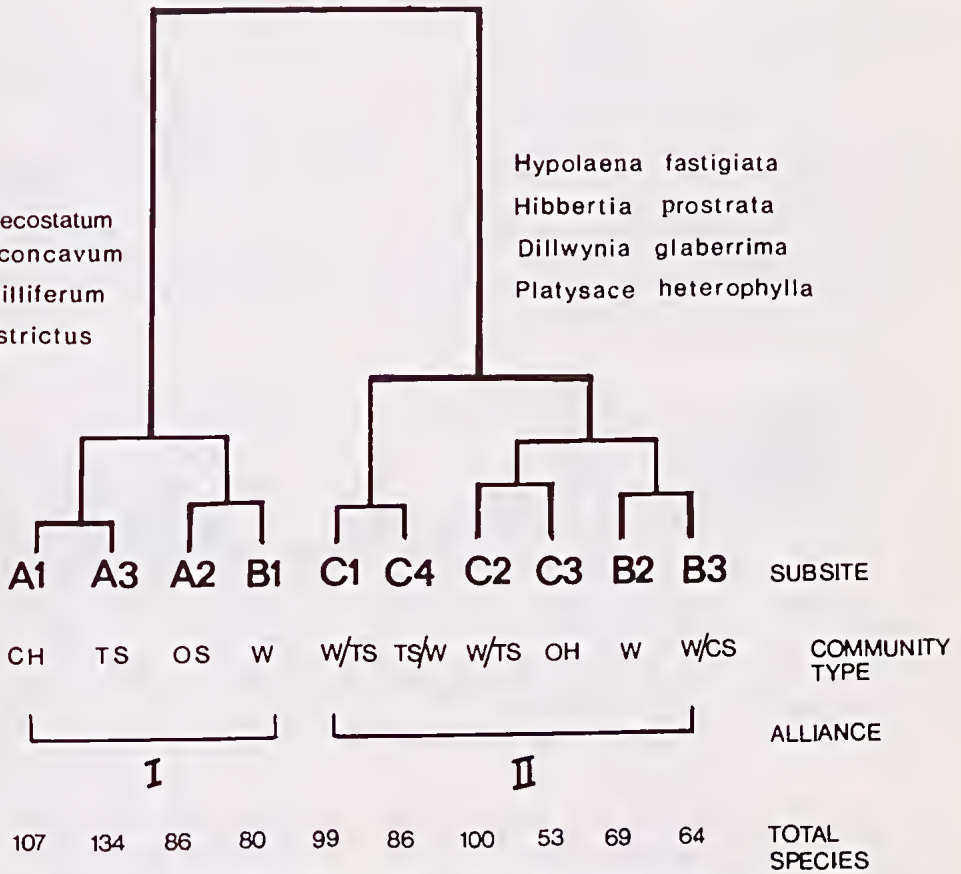 Hypolaena fastigiata
Hibbertia prostrata
Dillwynia glaberrima
Platysace heterophylla
ecostatum
concavum
illiferum
strictus
A1 A3 A2 B1 C1 C4 C2 C3 B2 B3 SUBSITE
CH TS OS W W/TS TS/W W/TS OH W W/CS COMMUNITY
TYPE
ALLIANCE
I II
107 134 86 80 99 86 100 53 69 64 TOTAL
SPECIES